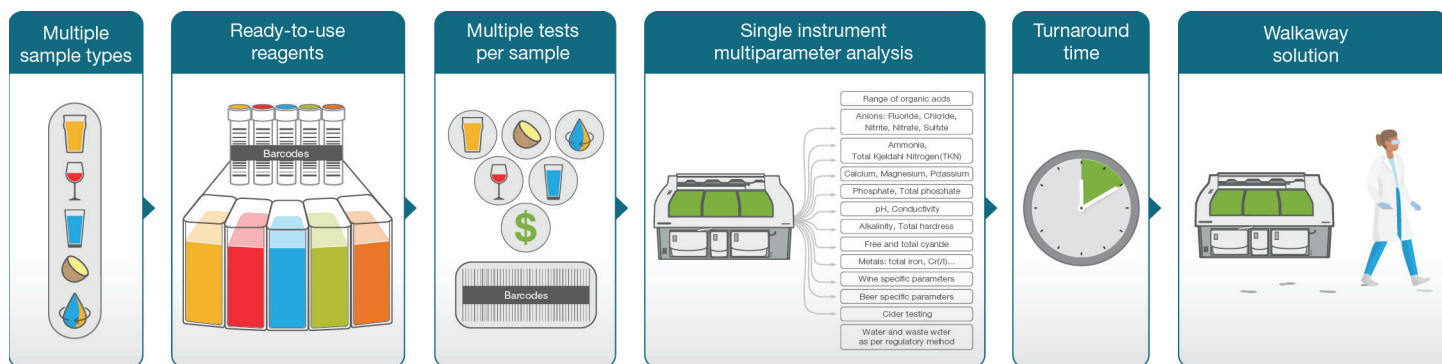 Multiple
sample types
Ready-to-use
reagents
Barcodes
Multiple tests
per sample
$
Barcodes
Single instrument
multiparameter analysis
Range of organic acids
Anions: Fluoride, Chloride,
Nitrite, Nitrate, Sulfate
Ammonia,
Total Kjeldahl Nitrogen(TKN)
Calcium, Magnesium, Potassium
Phosphate, Total phosphate
pH, Conductivity
Alkalinity, Total hardness
Free and total cyanide
Metals: total iron, Cr(VI)...
Wine specific parameters
Beer specific parameters
Cider testing
Water and waste water
as per regulatory method
Turnaround
time
Walkaway
solution